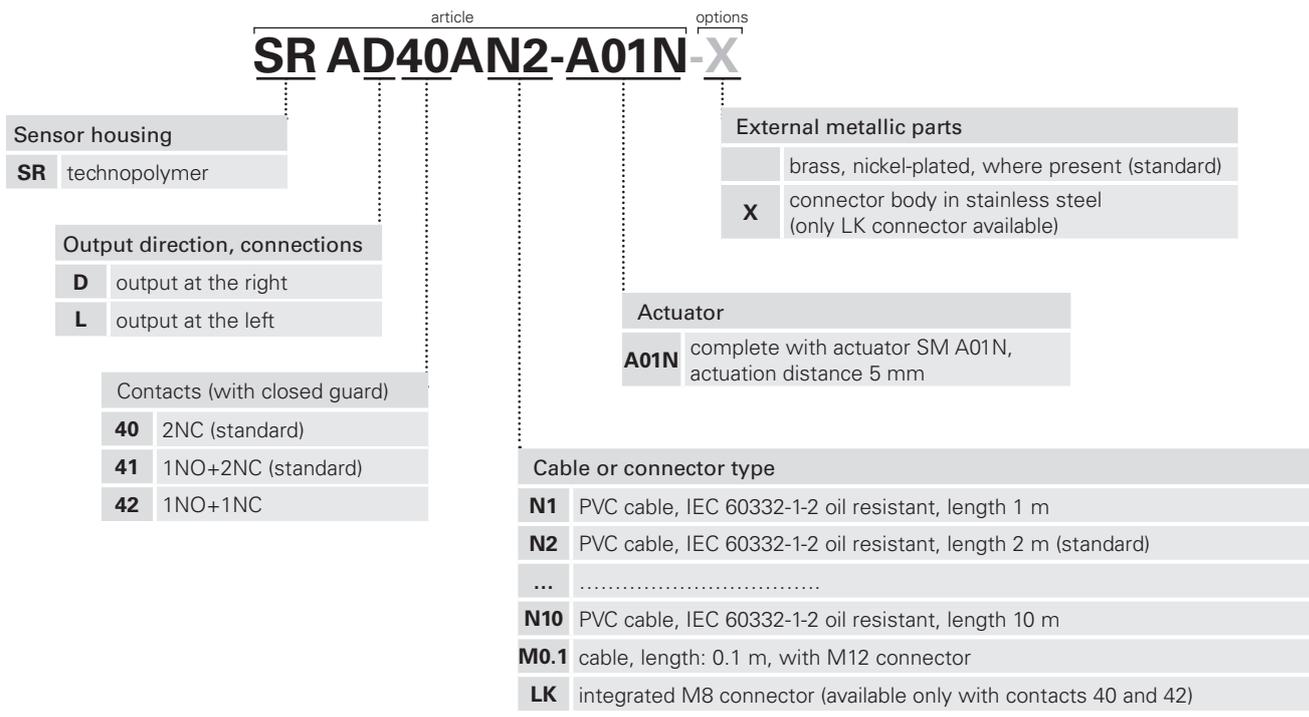 article options
SR AD40AN2-A01N-X
Sensor housing
SR technopolymer
Output direction, connections
D output at the right
L output at the left
Contacts (with closed guard)
40 2NC (standard)
41 1NO+2NC (standard)
42 1NO+1NC
External metallic parts
brass, nickel-plated, where present (standard)
X connector body in stainless steel
(only LK connector available)
Actuator
A01N complete with actuator SM A01N,
actuation distance 5 mm
Cable or connector type
N1 PVC cable, IEC 60332-1-2 oil resistant, length 1 m
N2 PVC cable, IEC 60332-1-2 oil resistant, length 2 m (standard)
... ..................................
N10 PVC cable, IEC 60332-1-2 oil resistant, length 10 m
M0.1 cable, length: 0.1 m, with M12 connector
LK integrated M8 connector (available only with contacts 40 and 42)